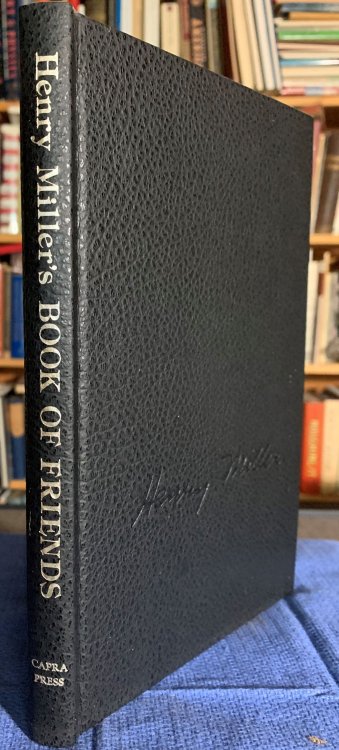 Henry Miller's BOOK OF FRIENDS
CAPRA
PRESS
Henry Miller